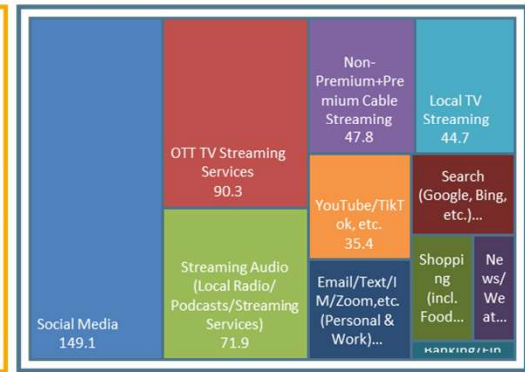 Social Media
149.1
OTT TV Streaming
Services
90.3
Streaming Audio
(Local Radio/
Podcasts/Streaming
Services)
71.9
Non-
Premium+Pre
mium Cable
Streaming
47.8
YouTube/TikT
ok, etc.
35.4
Email/Text/I
M/Zoom,etc.
(Personal &
Work)...
Local TV
Streaming
44.7
Search
(Google, Bing,
etc.)...
Shoppi
ng
(incl.
Food...
Ne
ws/
We
at...
Banking/Fin